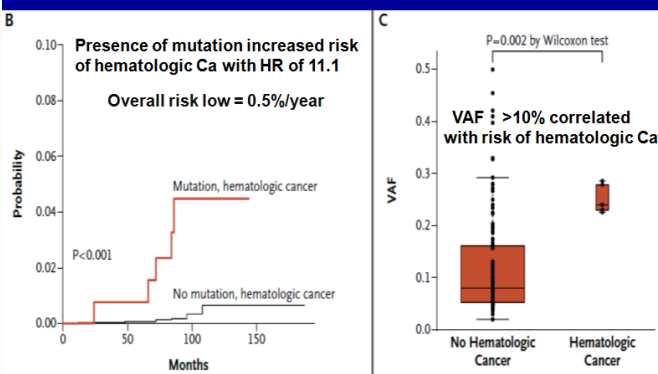 B
Presence of mutation increased risk
of hematologic Ca with HR of 11.1
Overall risk low = 0.5%/year
0.10
0.08
0.06
0.04
0.02
0.00
Probability
Mutation, hematologic cancer
P<0.001
No mutation, hematologic cancer
0
50
100
150
Months
C
P=0.002 by Wilcoxon test
VAF >10% correlated
with risk of hematologic Ca
0.5
0.4
0.3
0.2
0.1
0.0
VAF
No Hematologic
Cancer
Hematologic
Cancer